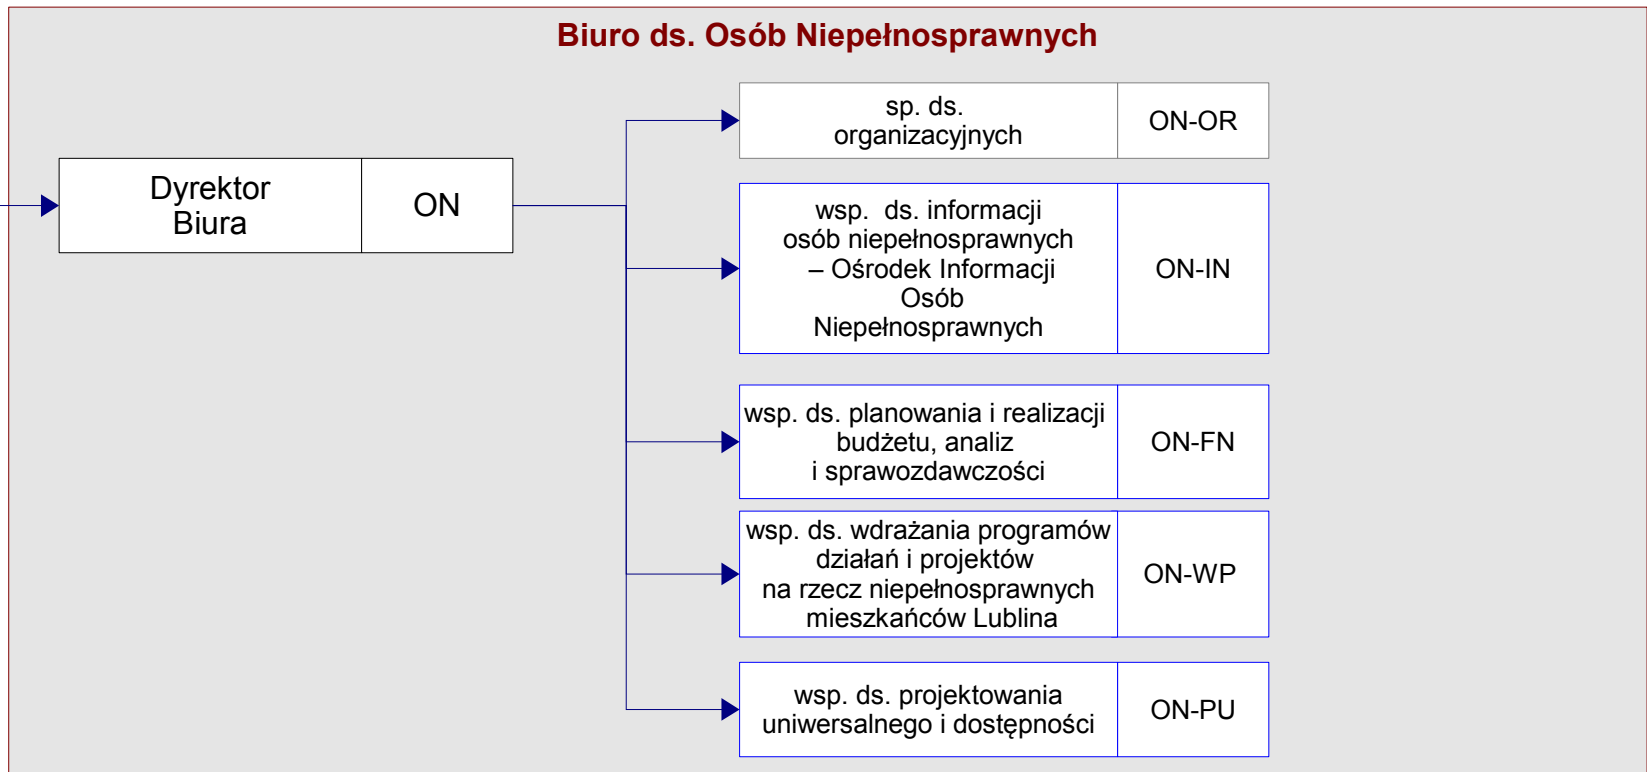 Biuro ds. Osób Niepełnosprawnych
Dyrektor
Biura
ON
sp. ds.
organizacyjnych
ON-OR
wsp. ds. informacji
osób niepełnosprawnych
– Ośrodek Informacji
Osób
Niepełnosprawnych
ON-IN
wsp. ds. planowania i realizacji
budżetu, analiz
i sprawozdawczości
ON-FN
wsp. ds. wdrażania programów
działań i projektów
na rzecz niepełnosprawnych
mieszkańców Lublina
ON-WP
wsp. ds. projektowania
uniwersalnego i dostępności
ON-PU